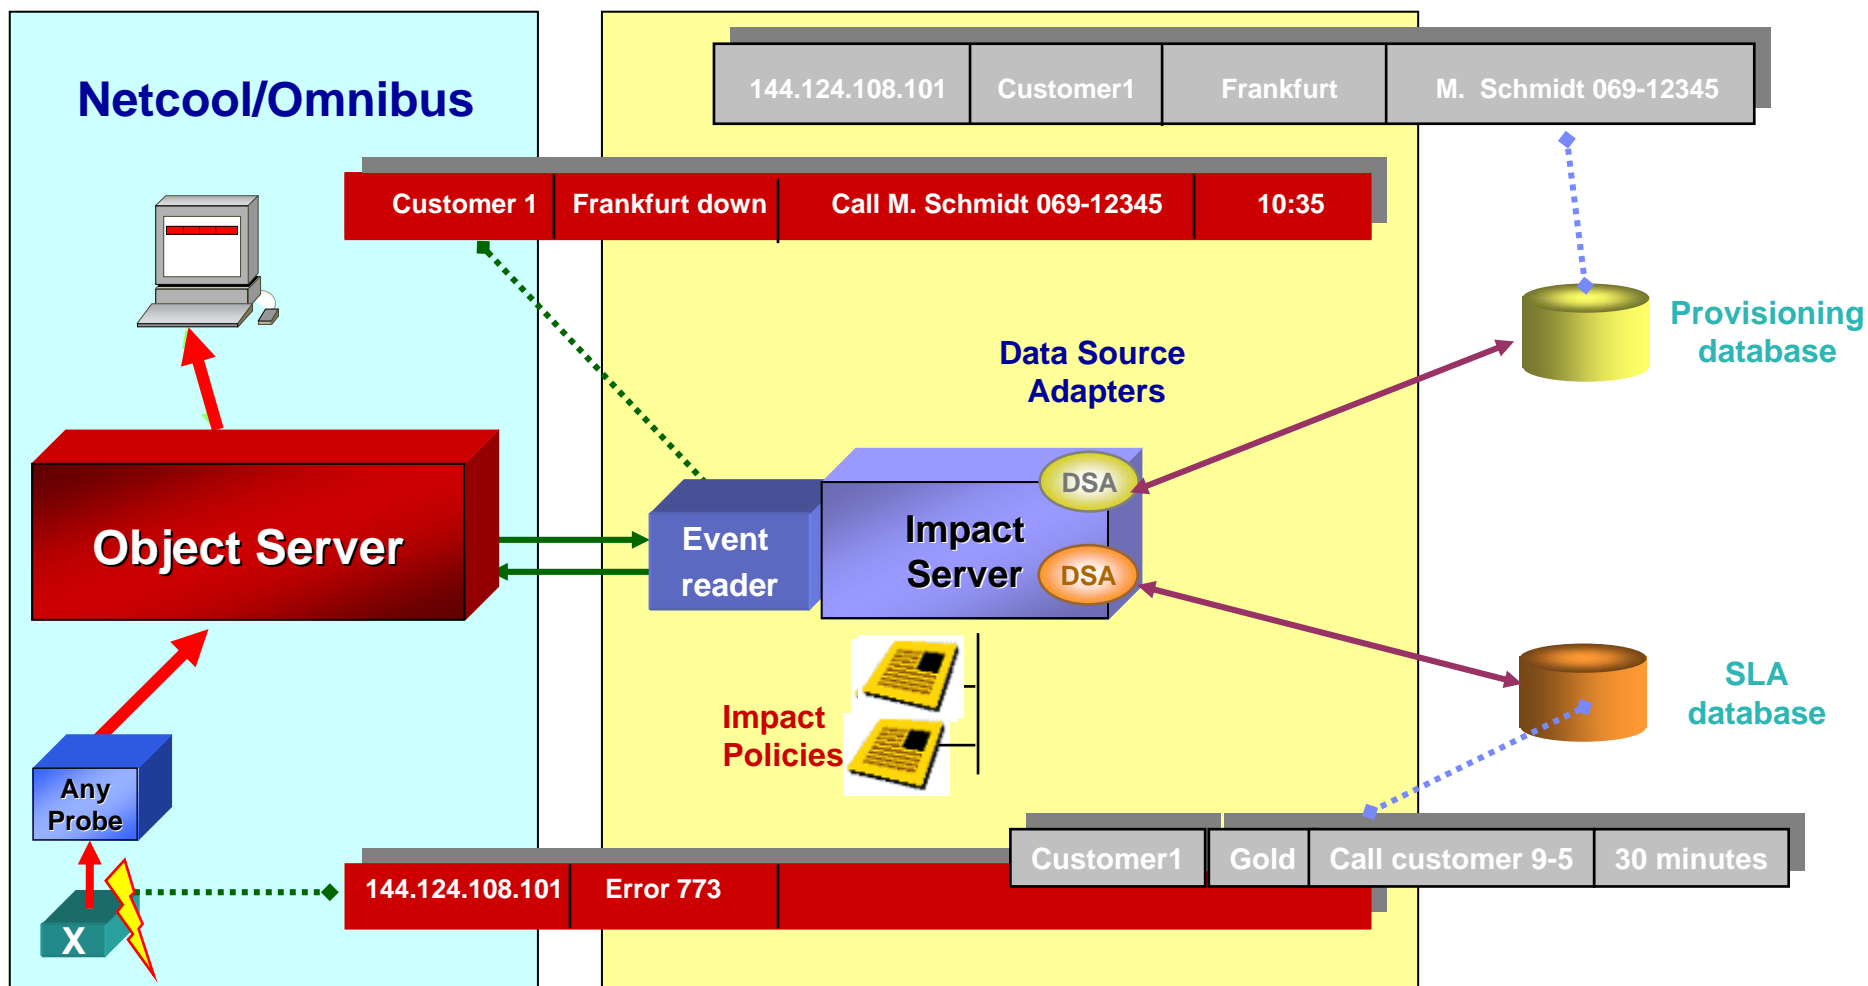 Netcool/Omnibus
144.124.108.101 Customer1 Frankfurt M. Schmidt 069-12345
Customer 1 Frankfurt down Call M. Schmidt 069-12345 10:35
Provisioning
database
Data Source
Adapters
DSA
Object Server
Event
reader
Impact
Server
DSA
SLA
database
Impact
Policies
Any
Probe
Customer1 Gold Call customer 9-5 30 minutes
144.124.108.101 Error 773
X